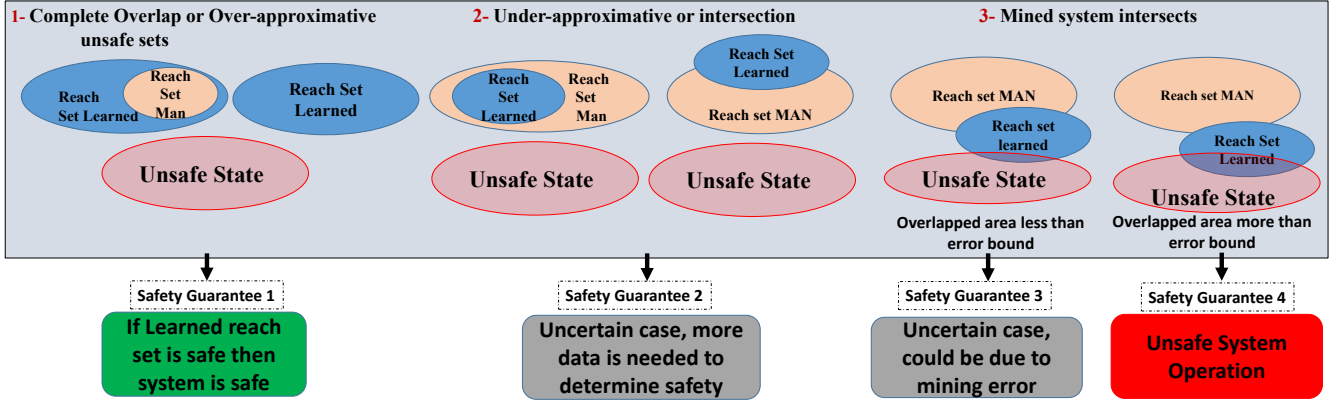 1- Complete Overlap or Over-approximative
unsafe sets
Reach
Set Learned
Reach
Set
Man
Reach Set
Learned
Unsafe State
2- Under-approximative or intersection
Reach
Set
Learned
Reach
Set
Man
Reach Set
Learned
Reach set MAN
Unsafe State
Unsafe State
3- Mined system intersects
Reach set MAN
Reach set
learned
Unsafe State
Overlapped area less than
error bound
Reach set MAN
Reach Set
Learned
Unsafe State
Overlapped area more than
error bound
Safety Guarantee 1
If Learned reach
set is safe then
system is safe
Safety Guarantee 2
Uncertain case, more
data is needed to
determine safety
Safety Guarantee 3
Uncertain case,
could be due to
mining error
Safety Guarantee 4
Unsafe System
Operation